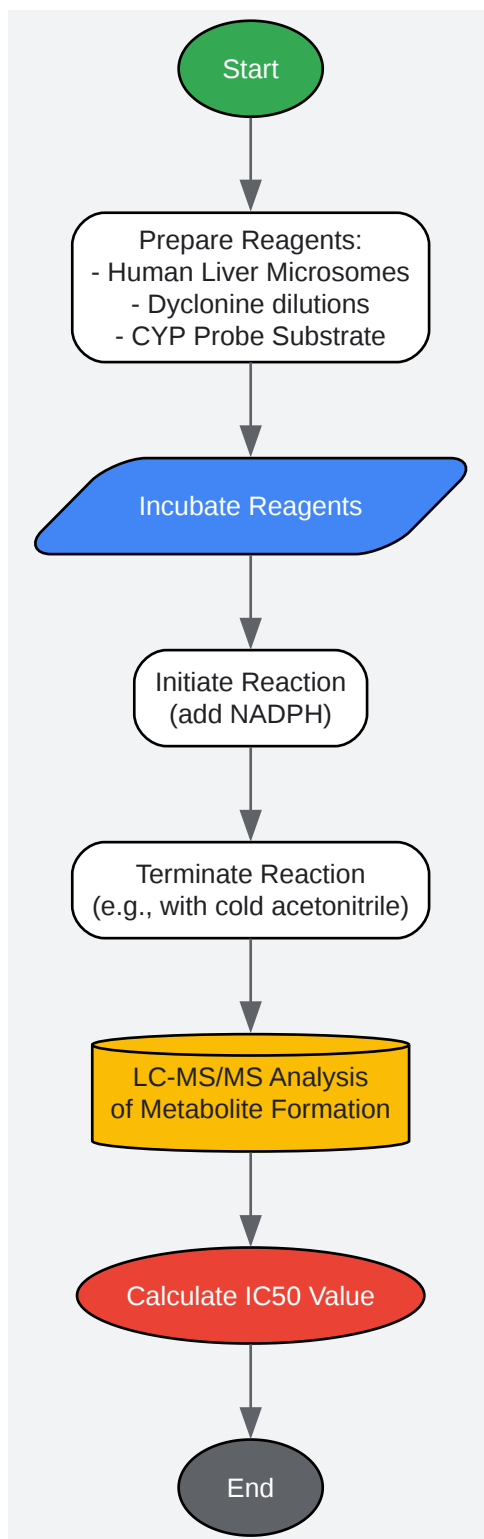 Start
Prepare Reagents:
- Human Liver Microsomes
- Dyclonine dilutions
- CYP Probe Substrate
Incubate Reagents
Initiate Reaction
(add NADPH)
Terminate Reaction
(e.g., with cold acetonitrile)
LC-MS/MS Analysis
of Metabolite Formation
Calculate IC50 Value
End